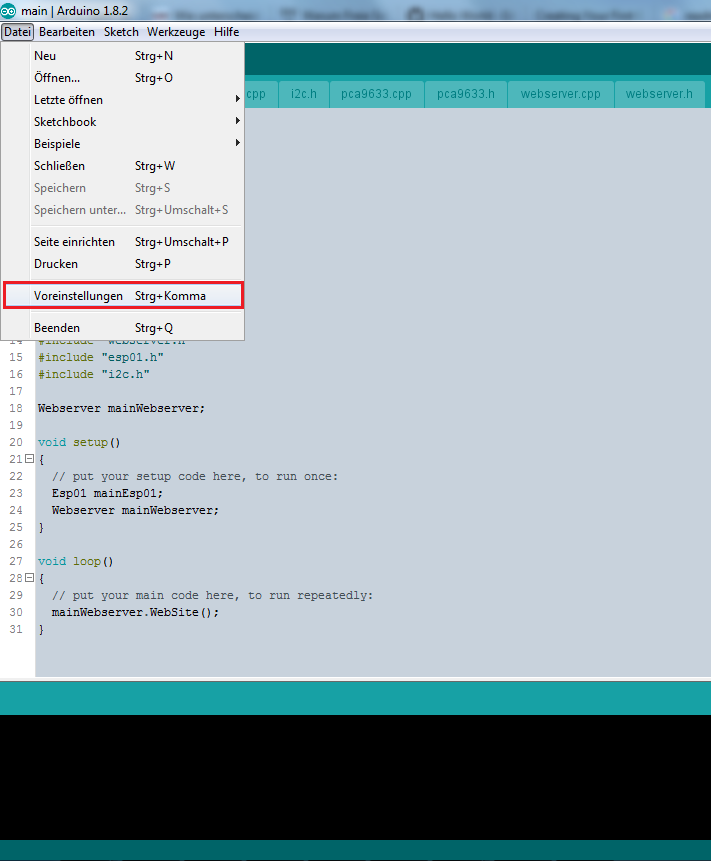 main | Arduino 1.8.2
Datei Bearbeiten Sketch Werkzeuge Hilfe
Neu Strg+N
Öffnen... Strg+O
Letzte öffnen
Sketchbook
Beispiele
Schließen Strg+W
Speichern Strg+S
Speichern unter... Strg+Umschalt+S
Seite einrichten Strg+Umschalt+P
Drucken Strg+P
Voreinstellungen Strg+Komma
Beenden Strg+Q
cpp i2c.h pca9633.cpp pca9633.h webserver.cpp webserver.h
14 #include "webserver.h"
15 #include "esp01.h"
16 #include "i2c.h"
17
18 Webserver mainWebserver;
19
20 void setup()
21 {
22 // put your setup code here, to run once:
23 Esp01 mainEsp01;
24 Webserver mainWebserver;
25 }
26
27 void loop()
28 {
29 // put your main code here, to run repeatedly:
30 mainWebserver.WebSite();
31 }